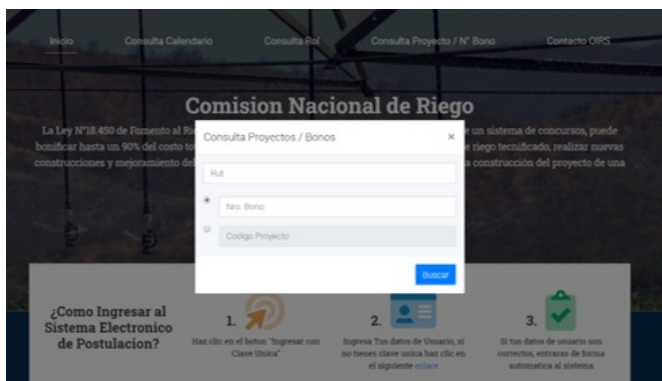 Inicio Consulta Calendario Consulta Rol Consulta Proyecto / N° Bono Contacto OIRS
Comision Nacional de Riego
La Ley N°18.450 de Fomento al Ri
e un sistema de concursos, puede
bonificar hasta un 90% del costo to
e riego tecnificado, realizar nuevas
construcciones y mejoramiento de
a construcción del proyecto de una
Consulta Proyectos / Bonos ×
Rut
Nro. Bono
Codigo Proyecto
Buscar
¿Como Ingresar al
Sistema Electronico
de Postulacion?
1.
Haz clic en el boton "Ingresar con
Clave Unica"
2.
Ingresa Tus datos de Usuario, si
no tienes clave unica haz clic en
el siguiente enlace
3.
Si tus datos de usuario son
correctos, entraras de forma
automatica al sistema